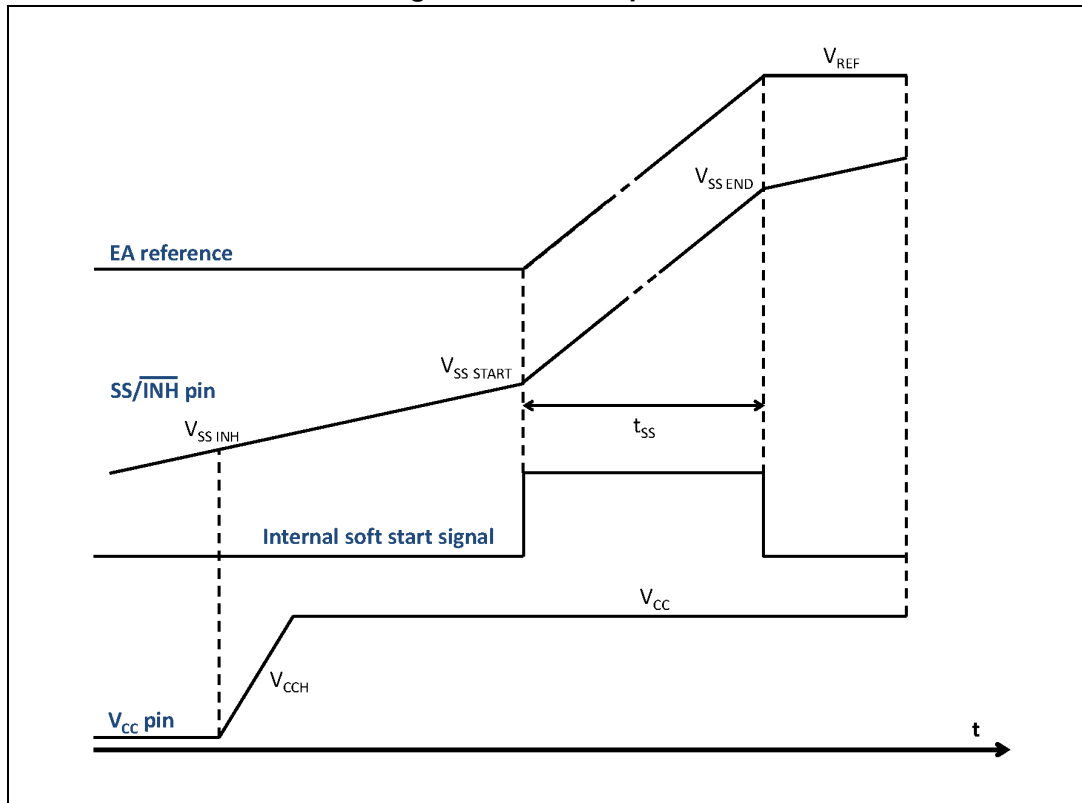 V_REF
V_SS END
EA reference
V_SS START
SS/INH pin
t_SS
V_SS INH
Internal soft start signal
V_CC
V_CCH
V_CC pin
t